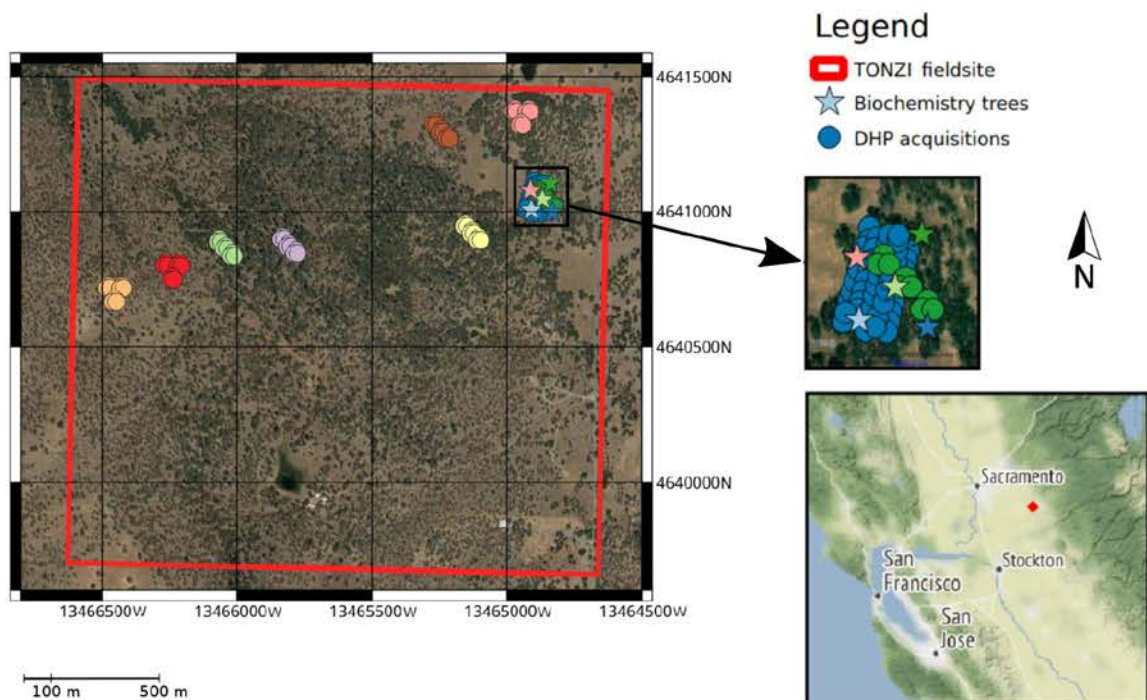 Legend
TONZI fieldsite
Biochemistry trees
DHP acquisitions
4641500N
4641000N
4640500N
4640000N
13466500W
13466000W
13465500W
13465000W
13464500W
100 m
500 m
N
Sacramento
Stockton
San
Francisco
San
Jose